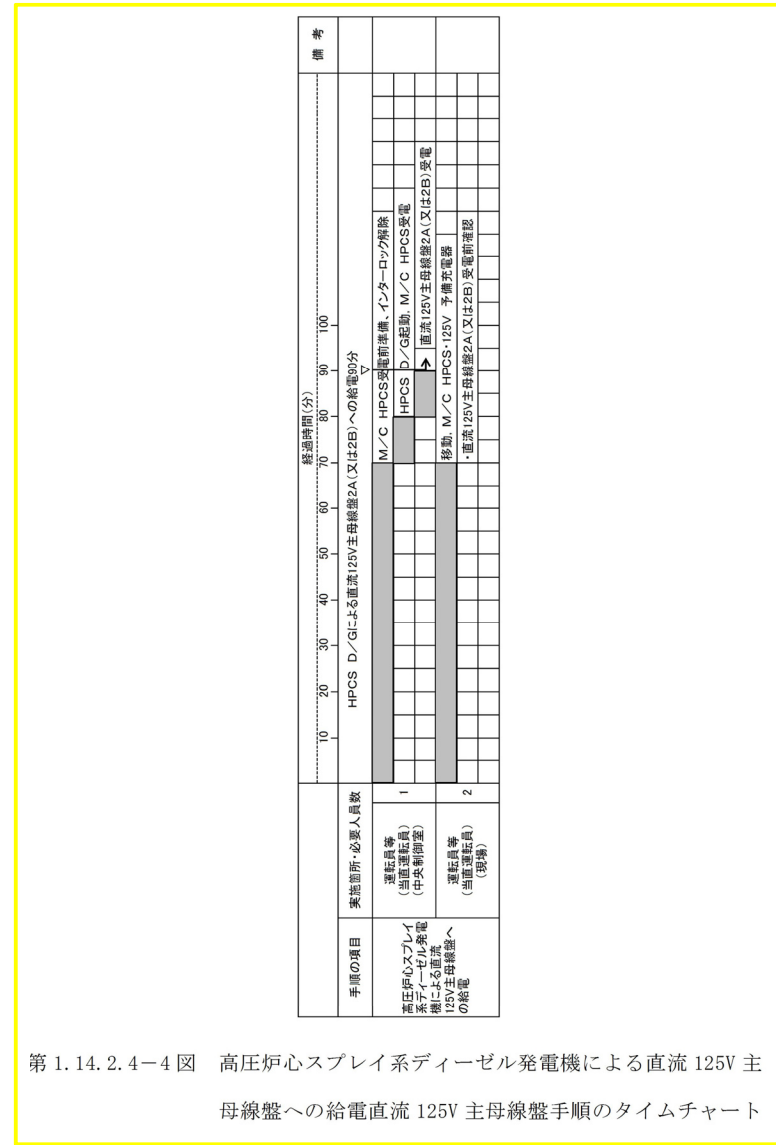 経過時間(分)
備 考
10 20 30 40 50 60 70 80 90 100
手順の項目
実施箇所・必要人員数
HPCS D／Gによる直流125V主母線盤2A(又は2B)への給電90分
▽
高圧炉心スプレイ
系ディーゼル発電
機による直流
125V主母線盤へ
の給電
運転員等
(当直運転員)
(中央制御室)
1
M／C HPCS受電前準備、インターロック解除
HPCS D／G起動，M／C HPCS受電
直流125V主母線盤2A(又は2B)受電
運転員等
(当直運転員)
(現場)
2
移動，M／C HPCS・125V 予備充電器
・直流125V主母線盤2A(又は2B)受電前確認
第 1.14.2.4－4 図 高圧炉心スプレイ系ディーゼル発電機による直流 125V 主
母線盤への給電直流 125V 主母線盤手順のタイムチャート